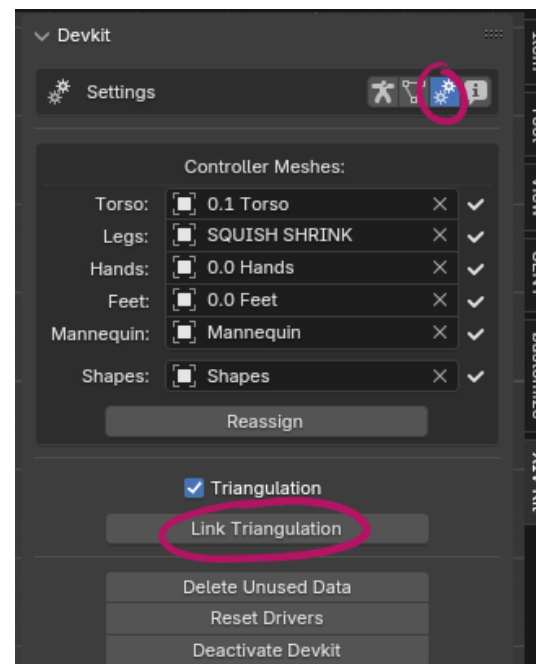 Devkit
Settings
Controller Meshes:
Torso: 0.1 Torso
Legs: SQUISH SHRINK
Hands: 0.0 Hands
Feet: 0.0 Feet
Mannequin: Mannequin
Shapes: Shapes
Reassign
Triangulation
Link Triangulation
Delete Unused Data
Reset Drivers
Deactivate Devkit